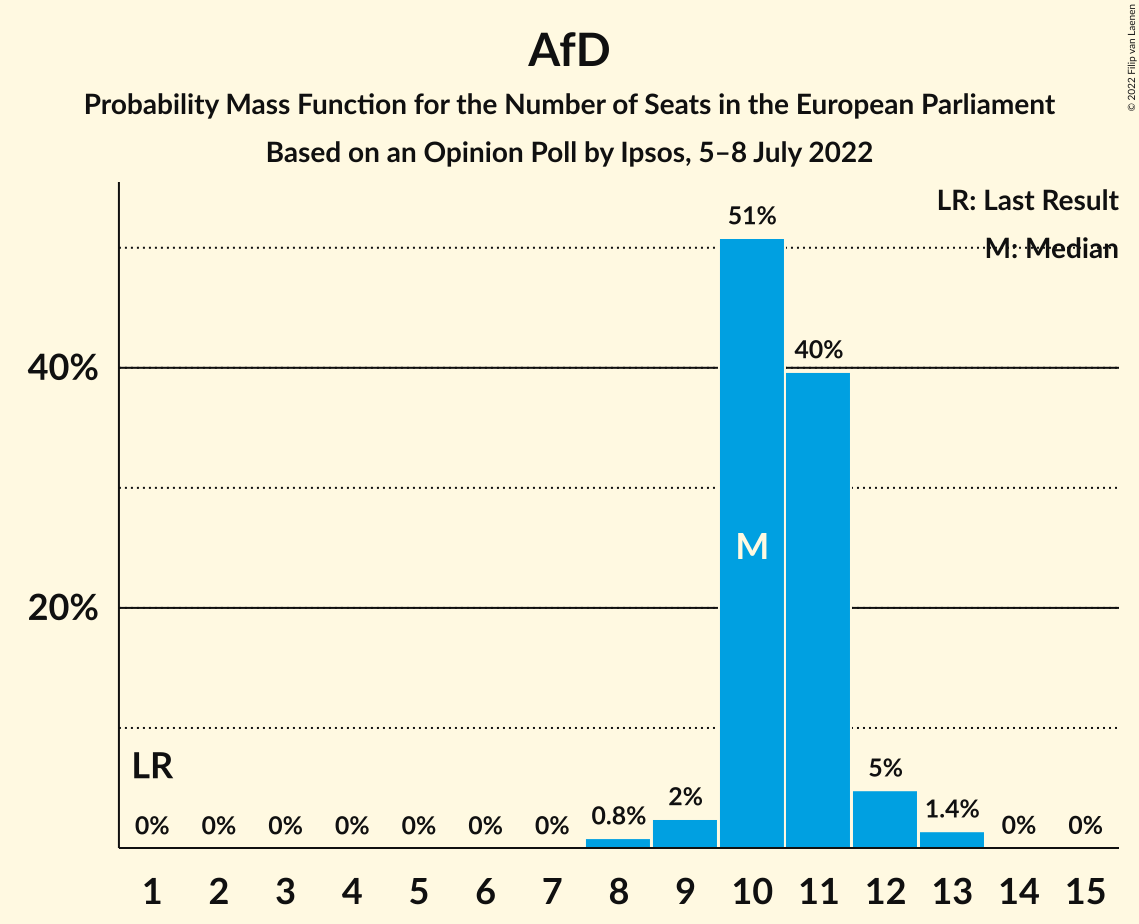 AfD
Probability Mass Function for the Number of Seats in the European Parliament
Based on an Opinion Poll by Ipsos, 5–8 July 2022
© 2022 Filip van Laenen
LR: Last Result
M: Median
51%
40%
40%
M
20%
LR
5%
2%
1.4%
0.8%
0% 0% 0% 0% 0% 0% 0% 0% 0%
1 2 3 4 5 6 7 8 9 10 11 12 13 14 15